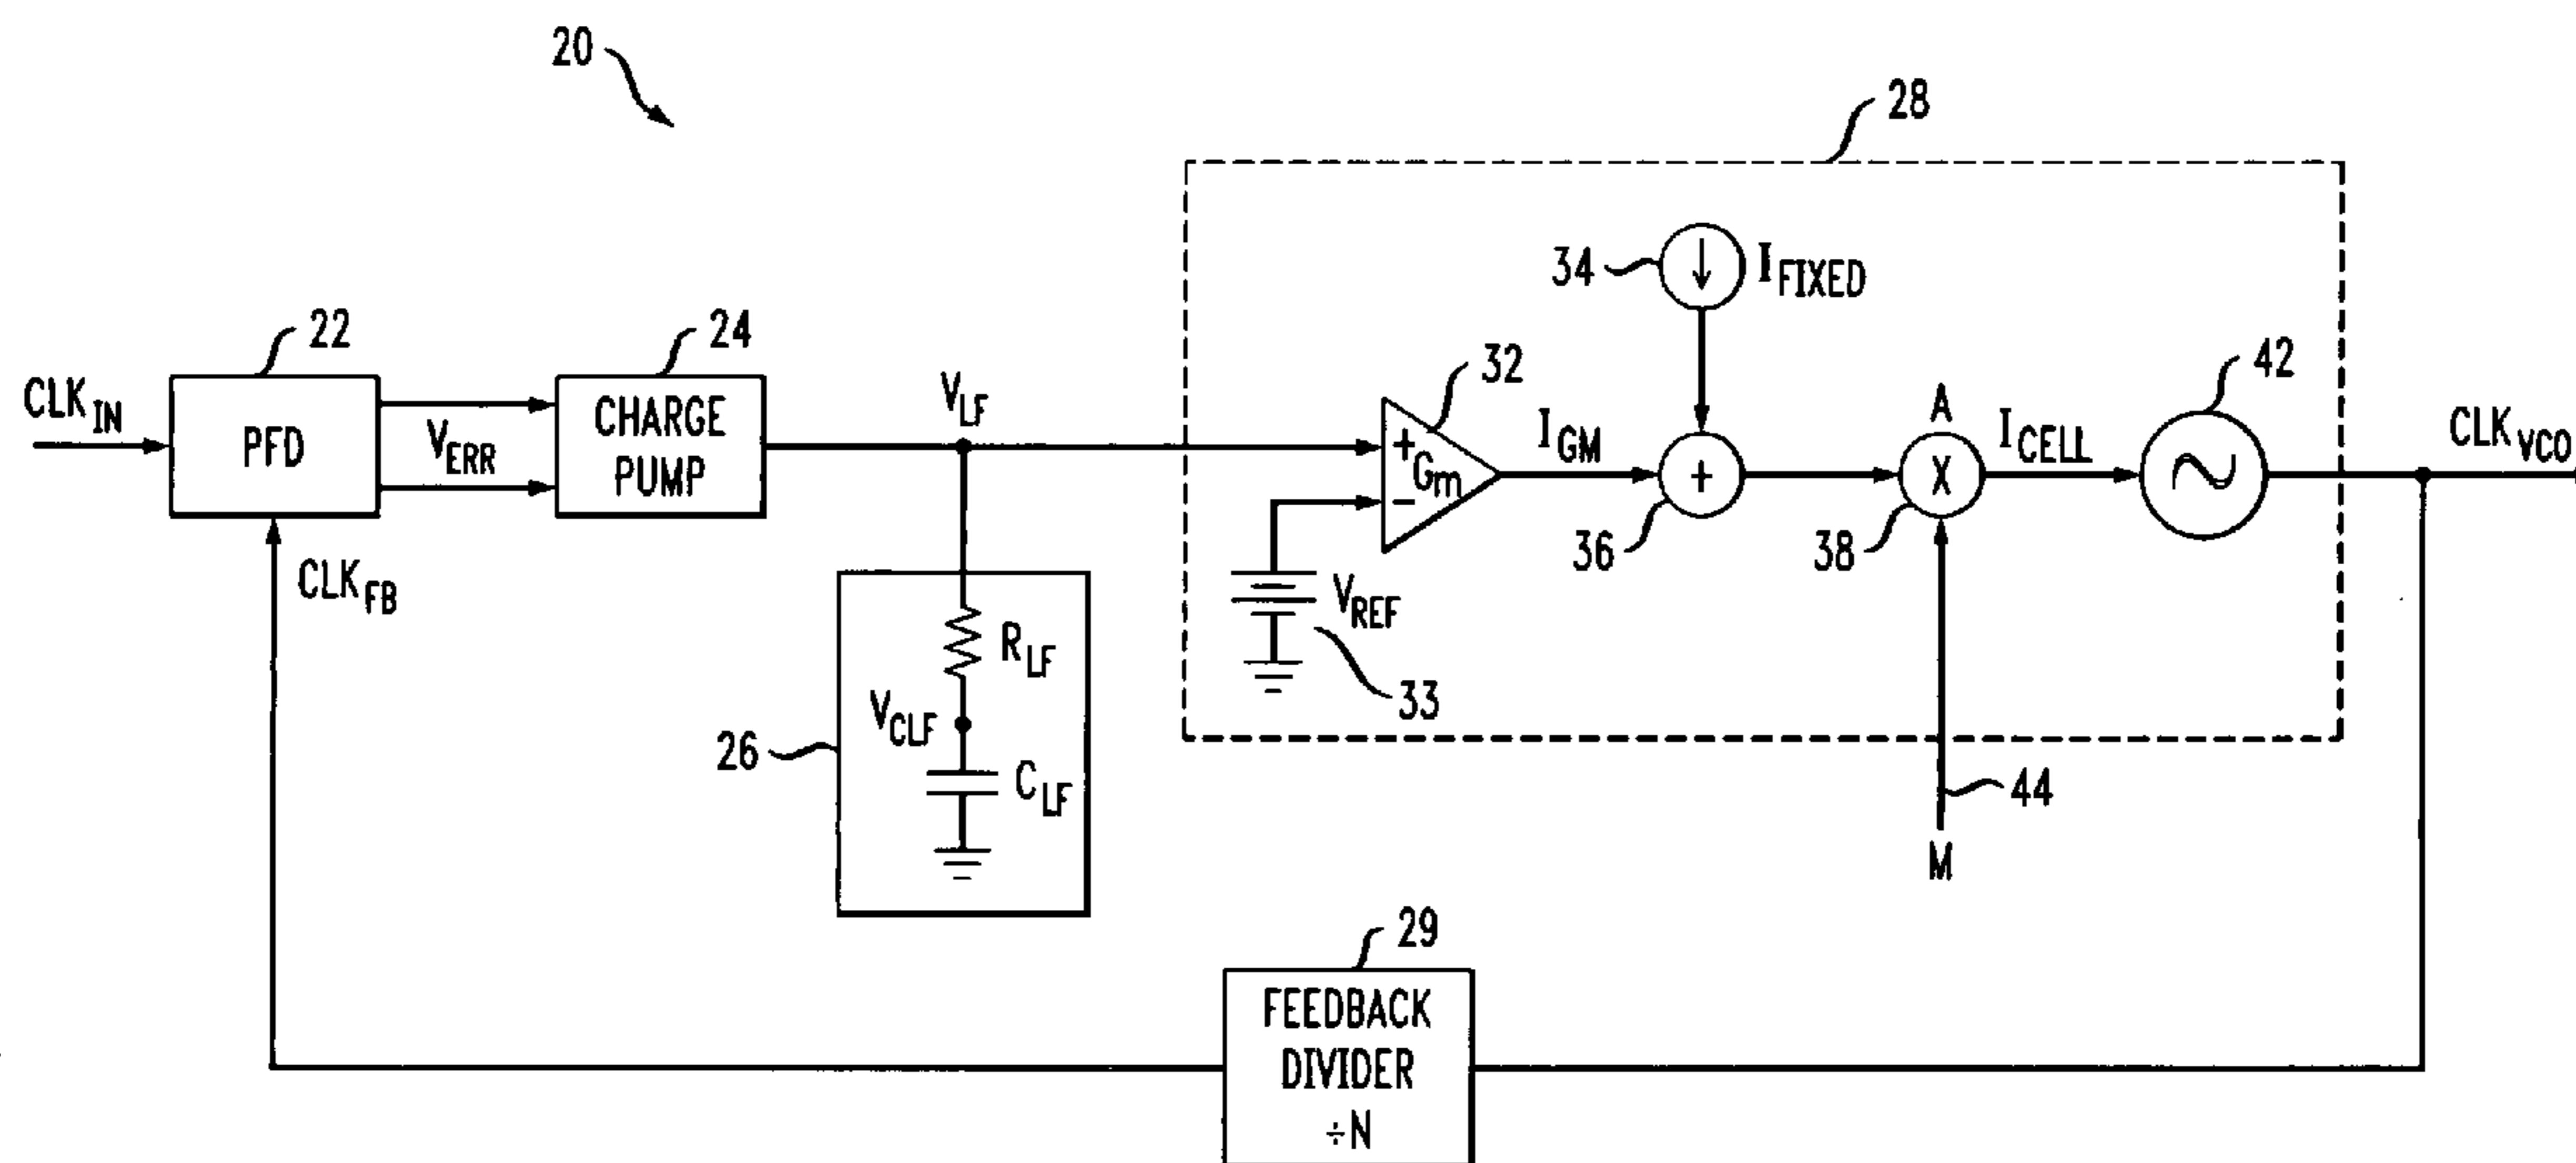 20
28
34
I_FIXED
22
24
32
42
CLK_IN
PFD
V_ERR
CHARGE
PUMP
V_LF
+
G_m
−
I_GM
+
36
A
X
38
I_CELL
CLK_VCO
CLK_FB
V_REF
33
R_LF
V_CLF
26
C_LF
44
M
29
FEEDBACK
DIVIDER
÷N